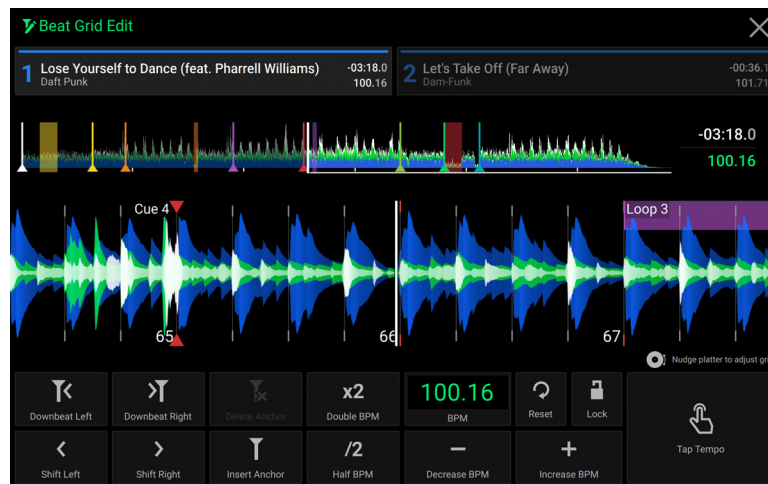 Beat Grid Edit
1 Lose Yourself to Dance (feat. Pharrell Williams) -03:18.0
Daft Punk 100.16
2 Let's Take Off (Far Away) -00:36.1
Dam-Funk 101.71
-03:18.0
100.16
Cue 4
Loop 3
65
66
67
Nudge platter to adjust gri
Downbeat Left
Downbeat Right
Delete Anchor
x2
Double BPM
100.16
BPM
Reset
Lock
Tap Tempo
Shift Left
Shift Right
Insert Anchor
/2
Half BPM
Decrease BPM
Increase BPM